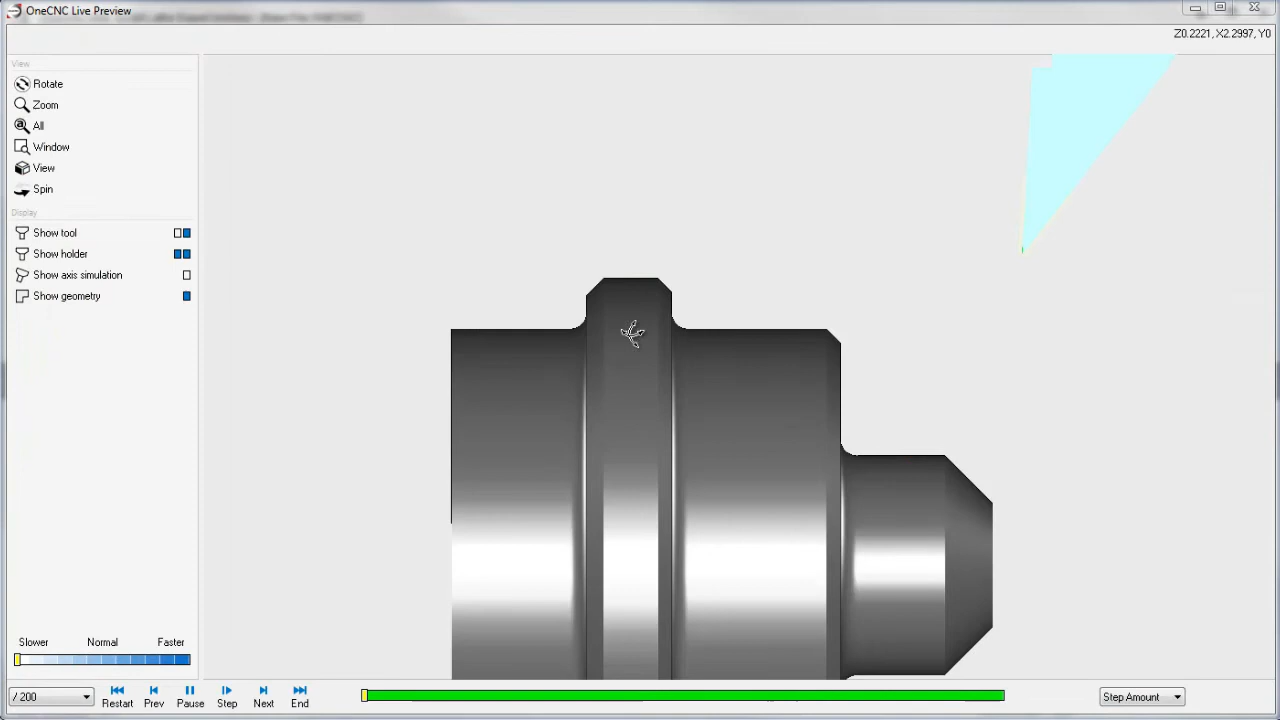 OneCNC Live Preview
Z0.2221, X2.2997, Y0
View
Rotate
Zoom
All
Window
View
Spin
Display
Show tool
Show holder
Show axis simulation
Show geometry
Slower Normal Faster
/ 200
Restart Prev Pause Step Next End
Step Amount